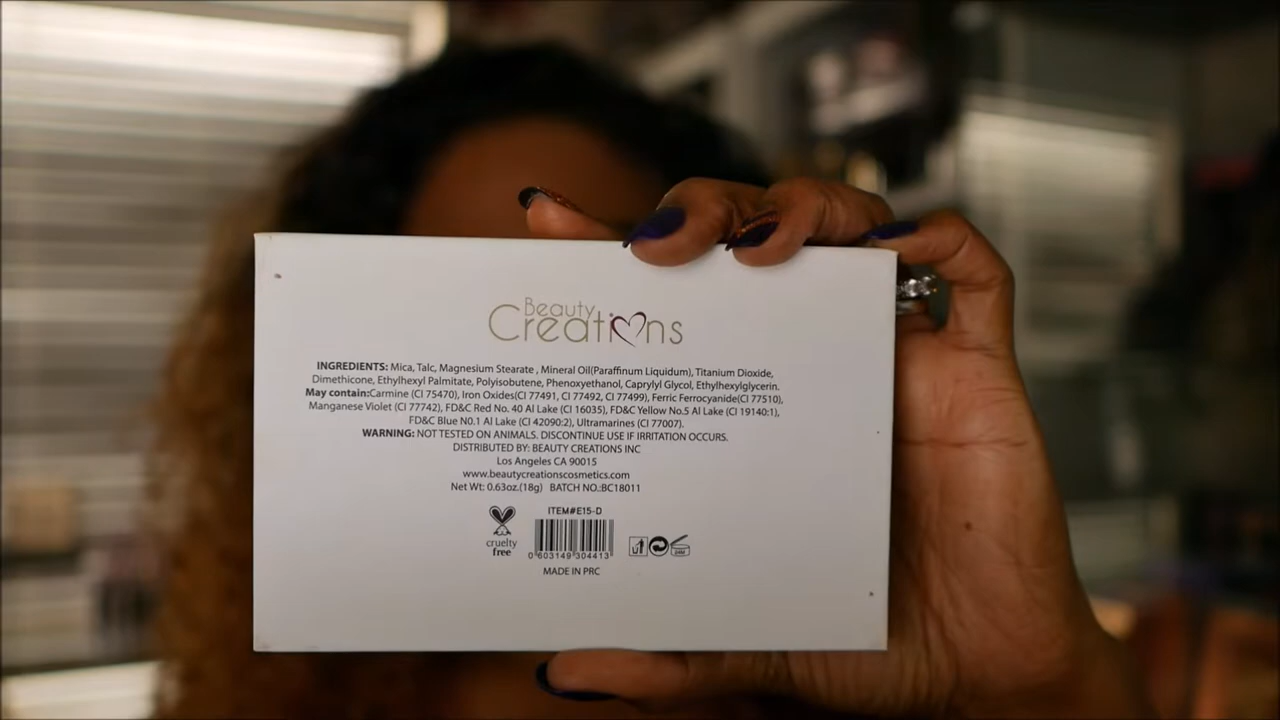 Beauty
Creations
INGREDIENTS: Mica, Talc, Magnesium Stearate , Mineral Oil(Paraffinum Liquidum), Titanium Dioxide,
Dimethicone, Ethylhexyl Palmitate, Polyisobutene, Phenoxyethanol, Caprylyl Glycol, Ethylhexylglycerin.
May contain:Carmine (CI 75470), Iron Oxides(CI 77491, CI 77492, CI 77499), Ferric Ferrocyanide(CI 77510),
Manganese Violet (CI 77742), FD&C Red No. 40 Al Lake (CI 16035), FD&C Yellow No.5 Al Lake (CI 19140:1),
FD&C Blue N0.1 Al Lake (CI 42090:2), Ultramarines (CI 77007).
WARNING: NOT TESTED ON ANIMALS. DISCONTINUE USE IF IRRITATION OCCURS.
DISTRIBUTED BY: BEAUTY CREATIONS INC
Los Angeles CA 90015
www.beautycreationscosmetics.com
Net Wt: 0.63oz.(18g) BATCH NO.:BC18011
ITEM#E15-D
cruelty
free
0 603149 304413
24M
MADE IN PRC